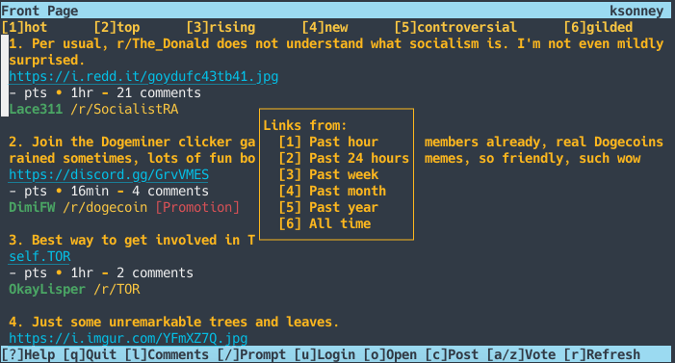 Front Page ksonney
[1]hot [2]top [3]rising [4]new [5]controversial [6]gilded
1. Per usual, r/The_Donald does not understand what socialism is. I'm not even mildly
surprised.
https://i.redd.it/goydufc43tb41.jpg
- pts • 1hr - 21 comments
Lace311 /r/SocialistRA
Links from:
[1] Past hour
[2] Past 24 hours
[3] Past week
[4] Past month
[5] Past year
[6] All time
2. Join the Dogeminer clicker ga members already, real Dogecoins
rained sometimes, lots of fun bo memes, so friendly, such wow
https://discord.gg/GrvVMES
- pts • 16min - 4 comments
DimiFW /r/dogecoin [Promotion]
3. Best way to get involved in T
self.TOR
- pts • 1hr - 2 comments
OkayLisper /r/TOR
4. Just some unremarkable trees and leaves.
https://i.imgur.com/YFmXZ7Q.jpg
[?]Help [q]Quit [l]Comments [/]Prompt [u]Login [o]Open [c]Post [a/z]Vote [r]Refresh